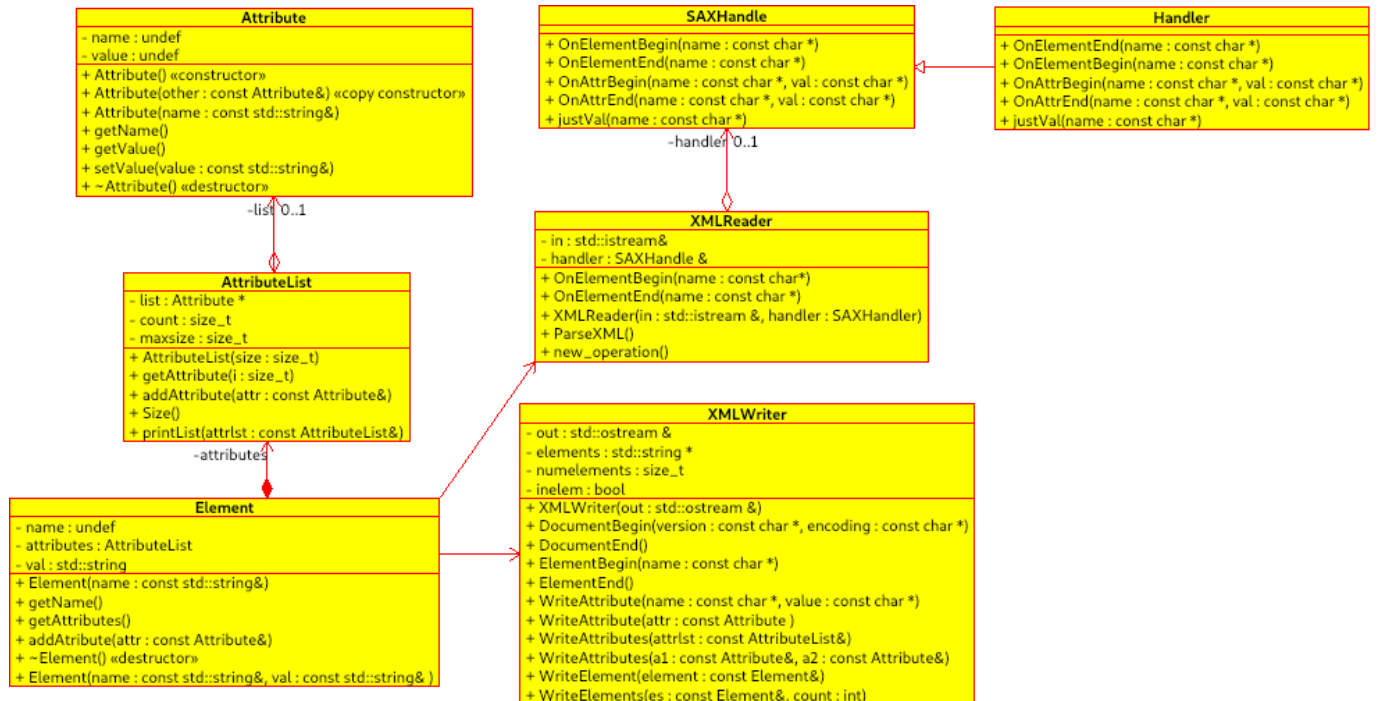 Attribute
- name : undef
- value : undef
+ Attribute() «constructor»
+ Attribute(other : const Attribute&) «copy constructor»
+ Attribute(name : const std::string&)
+ getName()
+ getValue()
+ setValue(value : const std::string&)
+ ~Attribute() «destructor»
-list 0..1
AttributeList
- list : Attribute *
- count : size_t
- maxsize : size_t
+ AttributeList(size : size_t)
+ getAttribute(i : size_t)
+ addAttribute(attr : const Attribute&)
+ Size()
+ printList(attrlst : const AttributeList&)
-attributes
Element
- name : undef
- attributes : AttributeList
- val : std::string
+ Element(name : const std::string&)
+ getName()
+ getAttributes()
+ addAtribute(attr : const Attribute&)
+ ~Element() «destructor»
+ Element(name : const std::string&, val : const std::string& )
SAXHandle
+ OnElementBegin(name : const char *)
+ OnElementEnd(name : const char *)
+ OnAttrBegin(name : const char *, val : const char *)
+ OnAttrEnd(name : const char *, val : const char *)
+ justVal(name : const char *)
-handler 0..1
Handler
+ OnElementEnd(name : const char *)
+ OnElementBegin(name : const char *)
+ OnAttrBegin(name : const char *, val : const char *)
+ OnAttrEnd(name : const char *, val : const char *)
+ justVal(name : const char *)
XMLReader
- in : std::istream&
- handler : SAXHandle &
+ OnElementBegin(name : const char*)
+ OnElementEnd(name : const char *)
+ XMLReader(in : std::istream &, handler : SAXHandler)
+ ParseXML()
+ new_operation()
XMLWriter
- out : std::ostream &
- elements : std::string *
- numelements : size_t
- inelem : bool
+ XMLWriter(out : std::ostream &)
+ DocumentBegin(version : const char *, encoding : const char *)
+ DocumentEnd()
+ ElementBegin(name : const char *)
+ ElementEnd()
+ WriteAttribute(name : const char *, value : const char *)
+ WriteAttribute(attr : const Attribute )
+ WriteAttributes(attrlst : const AttributeList&)
+ WriteAttributes(a1 : const Attribute&, a2 : const Attribute&)
+ WriteElement(element : const Element&)
+ WriteElements(es : const Element&, count : int)